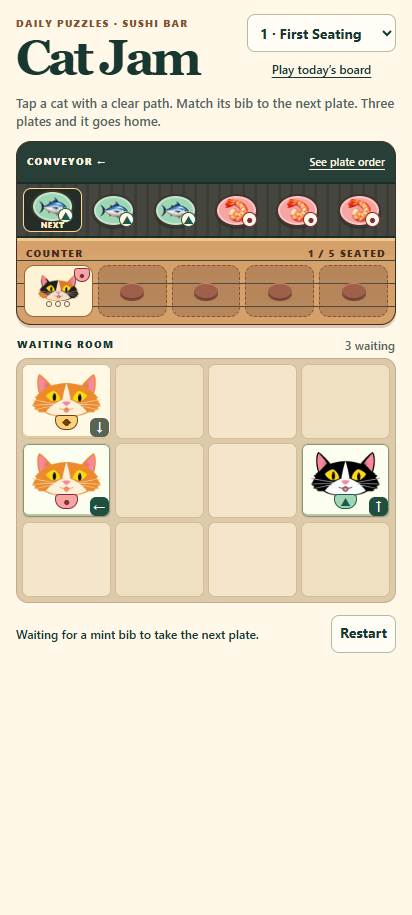 DAILY PUZZLES • SUSHI BAR
Cat Jam
1 · First Seating
Play today's board
Tap a cat with a clear path. Match its bib to the next plate. Three
plates and it goes home.
CONVEYOR ←
See plate order
NEXT
COUNTER
1 / 5 SEATED
WAITING ROOM
3 waiting
↓
←
↑
Waiting for a mint bib to take the next plate.
Restart